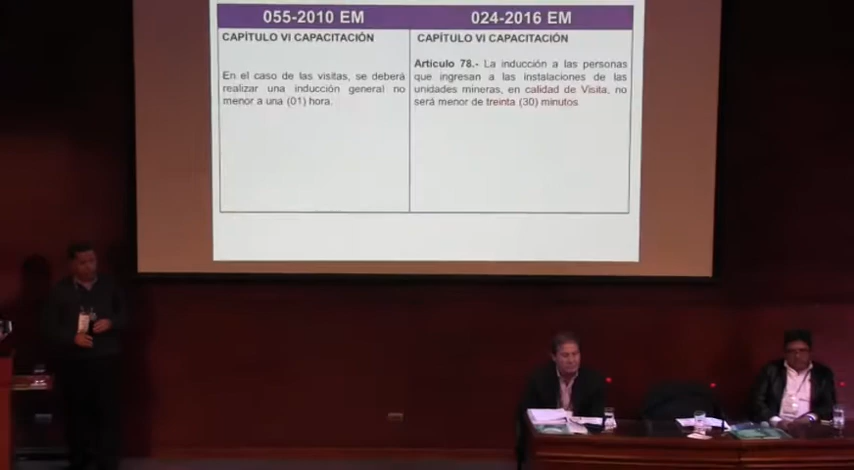 055-2010 EM
024-2016 EM
CAPÍTULO VI CAPACITACIÓN
En el caso de las visitas, se deberá
realizar una inducción general no
menor a una (01) hora.
CAPÍTULO VI CAPACITACIÓN
Artículo 78.- La inducción a las personas
que ingresan a las instalaciones de las
unidades mineras, en calidad de Visita, no
será menor de treinta (30) minutos